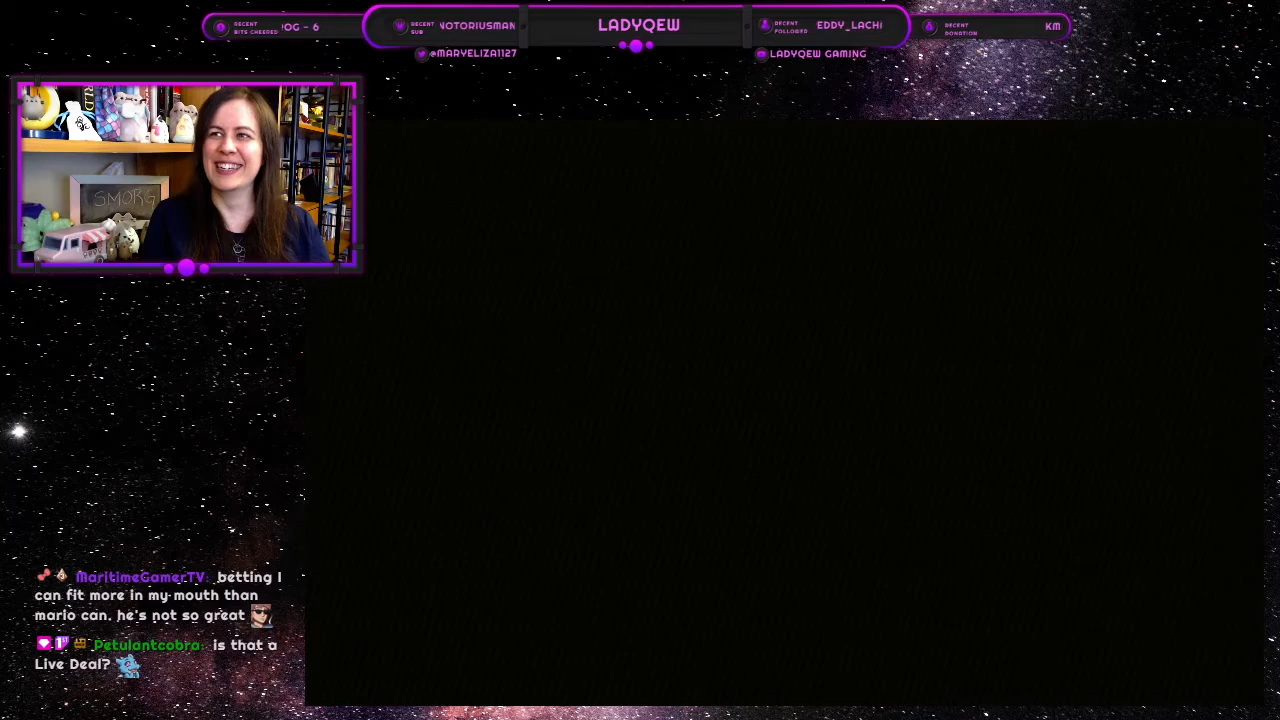 RECENT
BITS CHEERED
OG - 6
RECENT
SUB
NOTORIUSMAN
LADYQEW
RECENT
FOLLOWER
EDDY_LACHI
RECENT
DONATION
KM
@MARYELIZA1127
LADYQEW GAMING
SMORG
MaritimeGamerTV: betting I
can fit more in my mouth than
mario can. he's not so great
Petulantcobra: is that a
Live Deal?